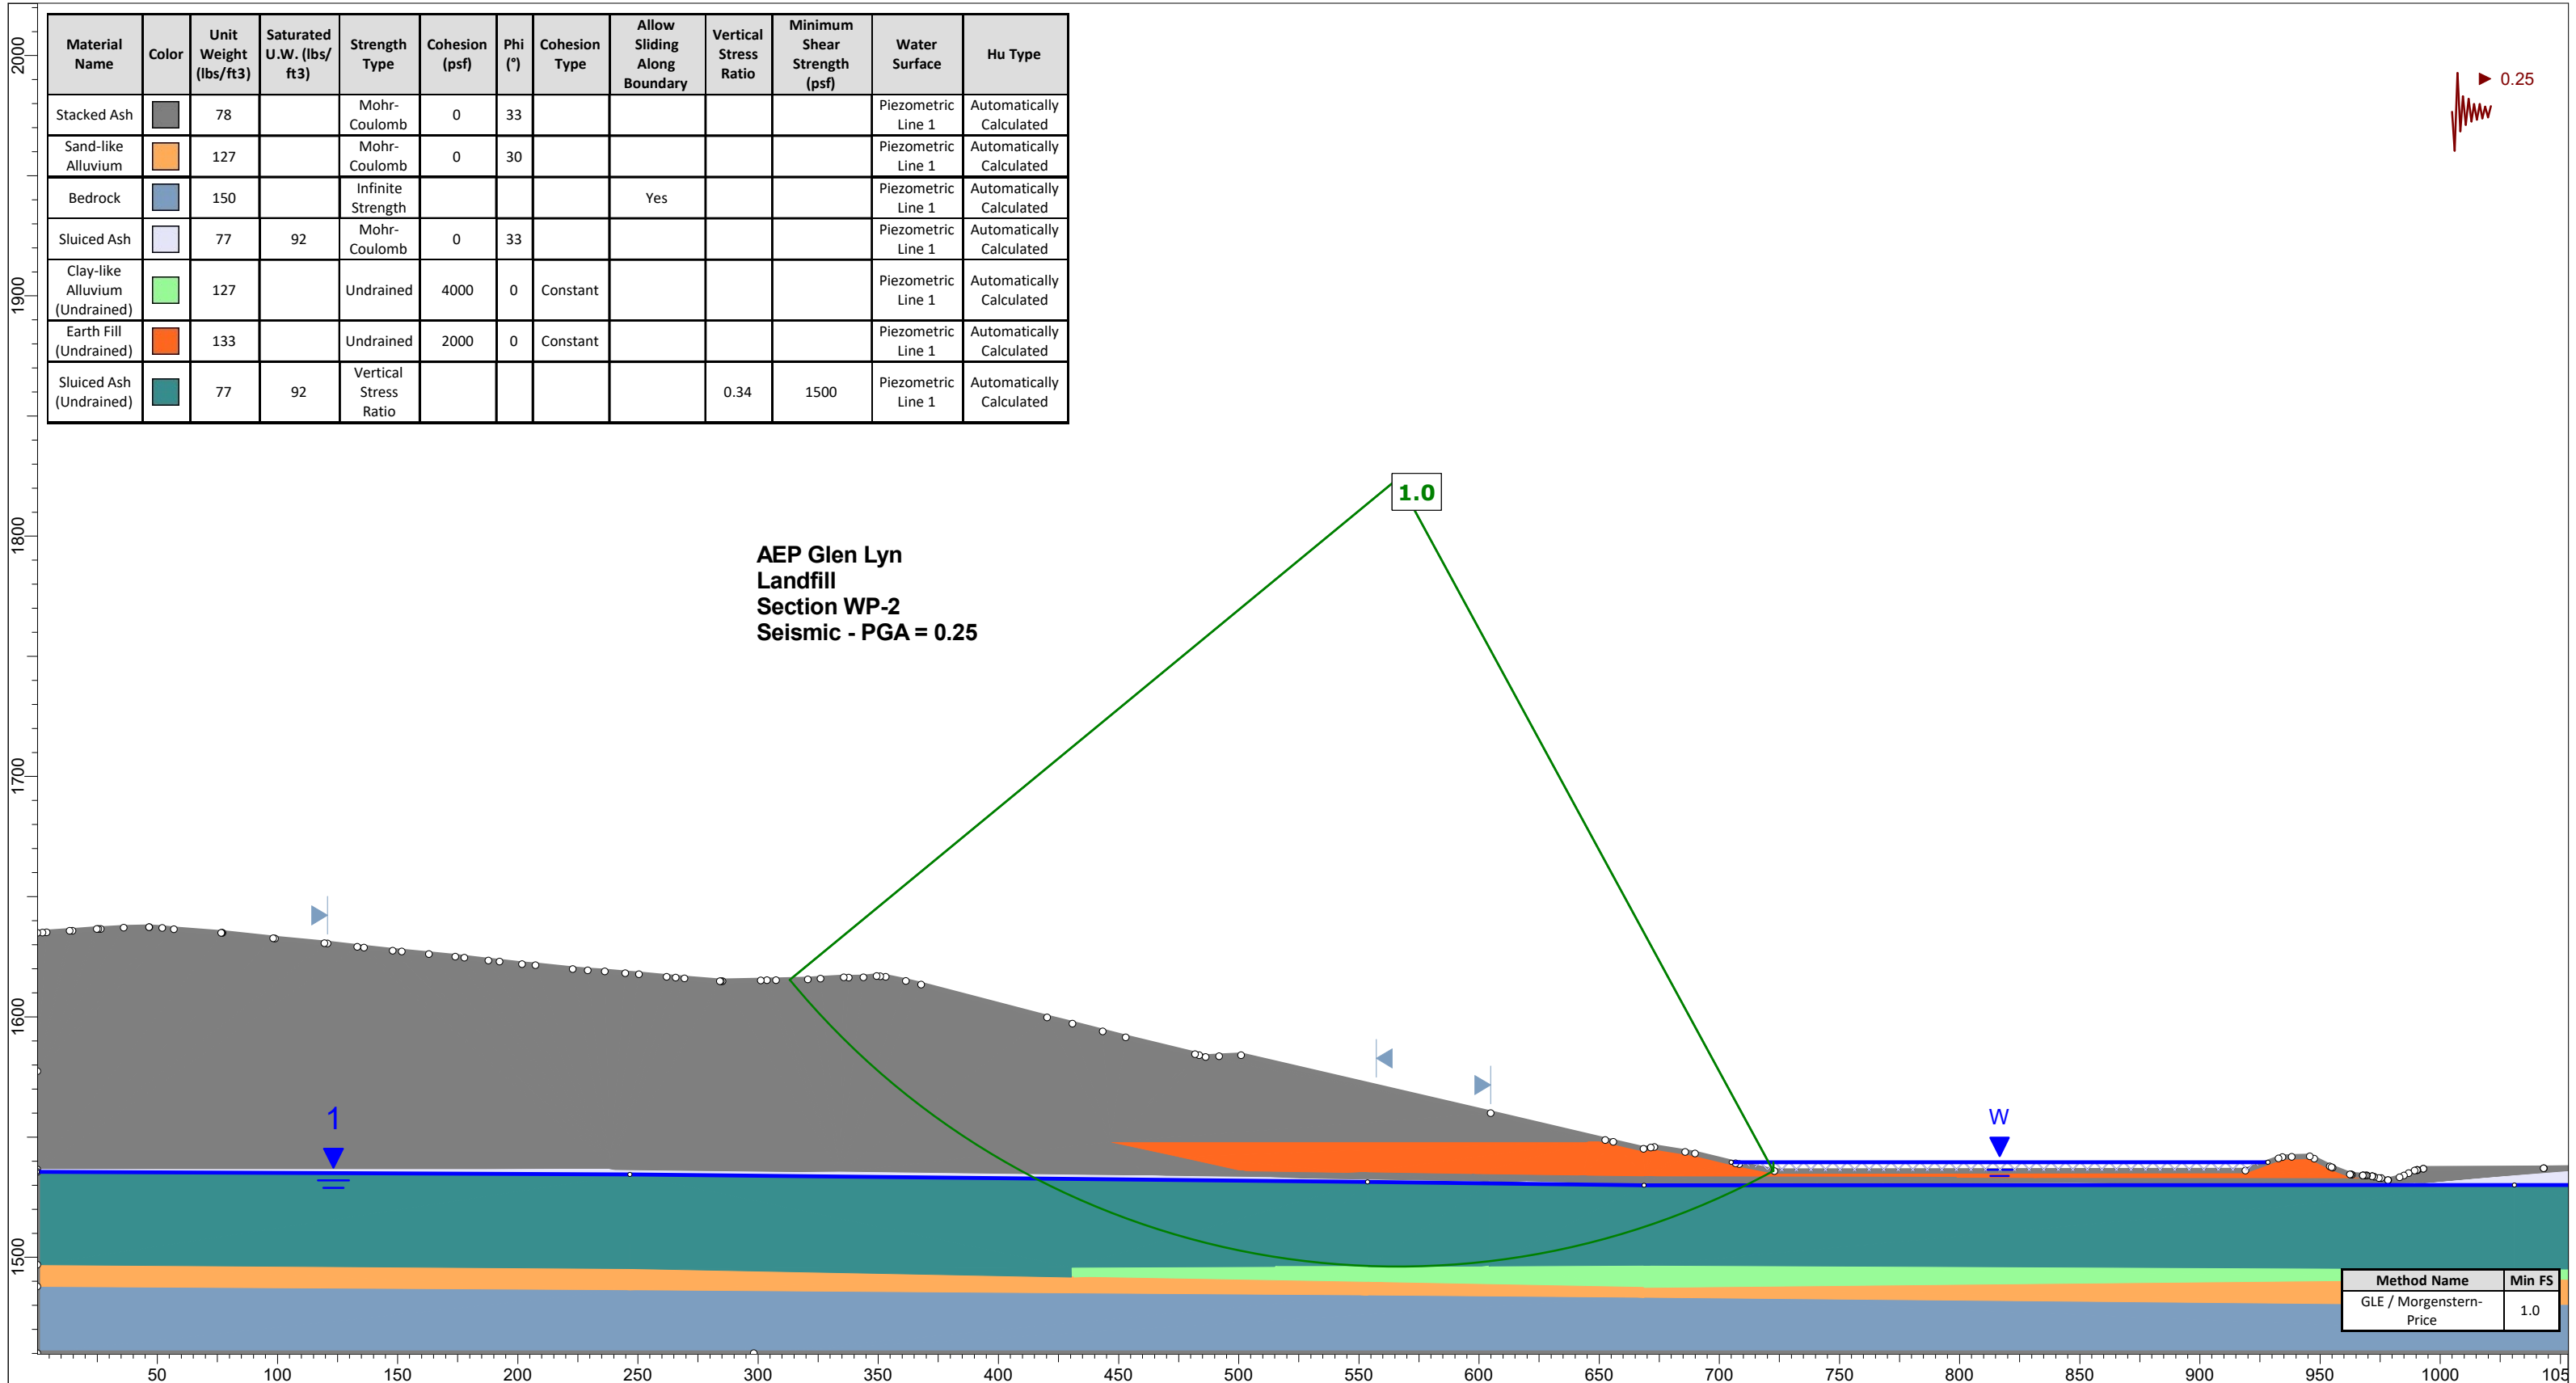 Material Name | Color | Unit Weight (lbs/ft3) | Saturated U.W. (lbs/ft3) | Strength Type | Cohesion (psf) | Phi (°) | Cohesion Type | Allow Sliding Along Boundary | Vertical Stress Ratio | Minimum Shear Strength (psf) | Water Surface | Hu Type
Stacked Ash | 78 | Mohr-Coulomb | 0 | 33 | Piezometric Line 1 | Automatically Calculated
Sand-like Alluvium | 127 | Mohr-Coulomb | 0 | 30 | Piezometric Line 1 | Automatically Calculated
Bedrock | 150 | Infinite Strength | Yes | Piezometric Line 1 | Automatically Calculated
Sluiced Ash | 77 | 92 | Mohr-Coulomb | 0 | 33 | Piezometric Line 1 | Automatically Calculated
Clay-like Alluvium (Undrained) | 127 | Undrained | 4000 | 0 | Constant | Piezometric Line 1 | Automatically Calculated
Earth Fill (Undrained) | 133 | Undrained | 2000 | 0 | Constant | Piezometric Line 1 | Automatically Calculated
Sluiced Ash (Undrained) | 77 | 92 | Vertical Stress Ratio | 0.34 | 1500 | Piezometric Line 1 | Automatically Calculated
0.25
1.0
AEP Glen Lyn
Landfill
Section WP-2
Seismic - PGA = 0.25
1
W
2000
1900
1800
1700
1600
1500
Method Name | Min FS
GLE / Morgenstern-Price | 1.0
50 100 150 200 250 300 350 400 450 500 550 600 650 700 750 800 850 900 950 1000 105